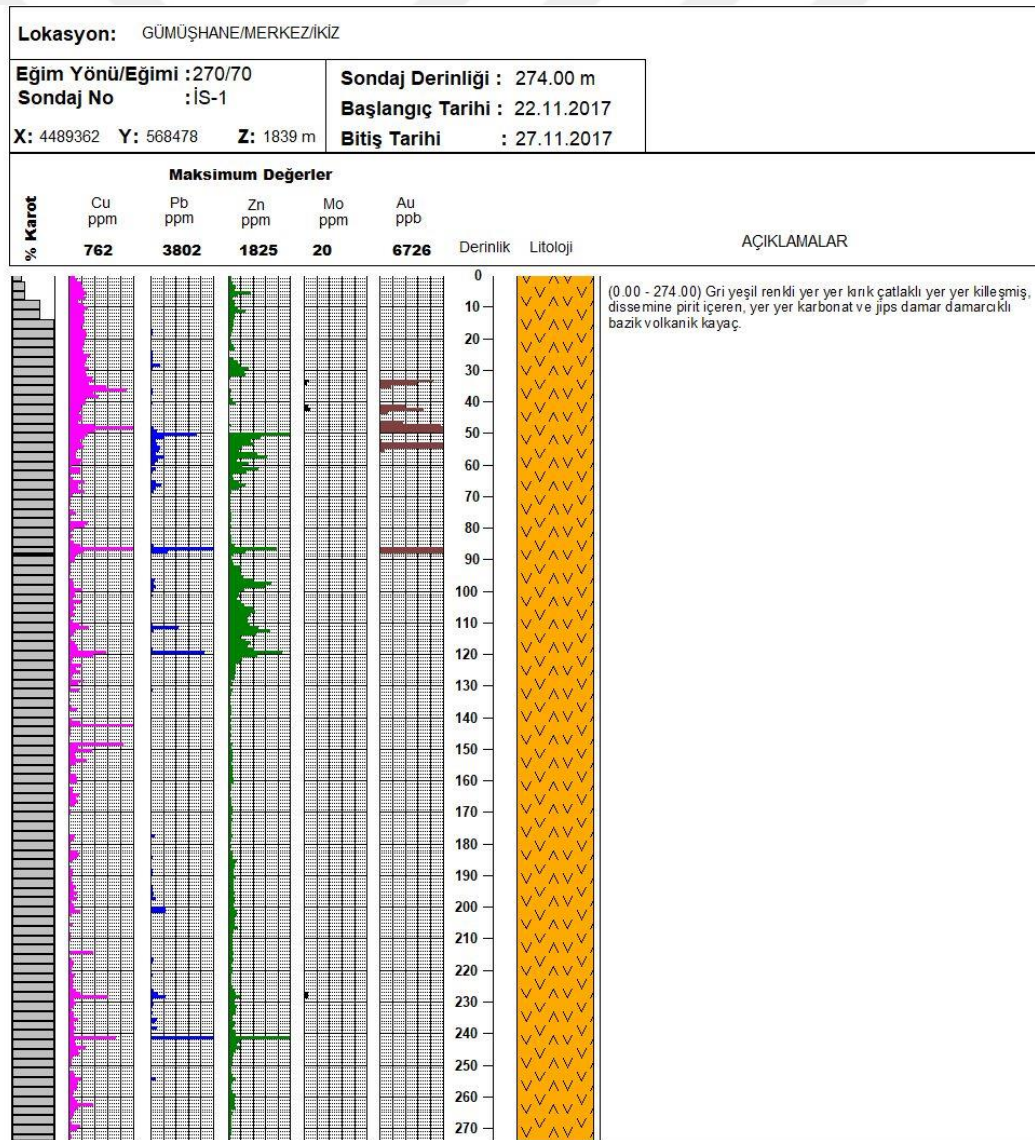 Lokasyon: GÜMÜŞHANE/MERKEZ/İKİZ
Eğim Yönü/Eğimi :270/70
Sondaj No :İS-1
X: 4489362 Y: 568478 Z: 1839 m
Sondaj Derinliği : 274.00 m
Başlangıç Tarihi : 22.11.2017
Bitiş Tarihi : 27.11.2017
Maksimum Değerler
% Karot
Cu Pb Zn Mo Au
ppm ppm ppm ppm ppb
762 3802 1825 20 6726 Derinlik Litoloji AÇIKLAMALAR
0
10
20
30
40
50
60
70
80
90
100
110
120
130
140
150
160
170
180
190
200
210
220
230
240
250
260
270
(0.00 - 274.00) Gri yeşil renkli yer yer kırık çatlaklı yer yer killeşmiş,
dissemine pirit içeren, yer yer karbonat ve jips damar damarcıklı
bazik volkanik kayaç.